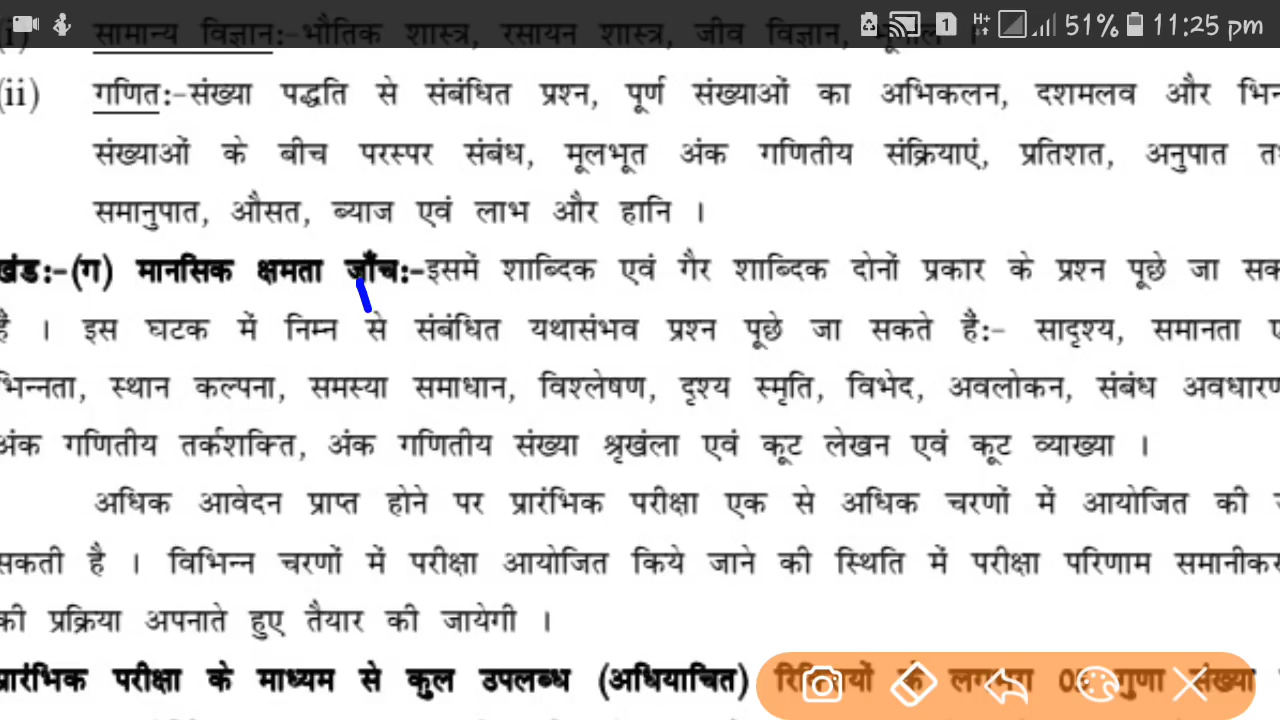 51% 11:25 pm
(i) सामान्य विज्ञान:-भौतिक शास्त्र, रसायन शास्त्र, जीव विज्ञान, भूगोल ।
(ii) गणित:-संख्या पद्धति से संबंधित प्रश्न, पूर्ण संख्याओं का अभिकलन, दशमलव और भिन
संख्याओं के बीच परस्पर संबंध, मूलभूत अंक गणितीय संक्रियाएं, प्रतिशत, अनुपात
समानुपात, औसत, ब्याज एवं लाभ और हानि ।
खंड:-(ग) मानसिक क्षमता जाँच:-इसमें शाब्दिक एवं गैर शाब्दिक दोनों प्रकार के प्रश्न पूछे जा सक
है । इस घटक में निम्न से संबंधित यथासंभव प्रश्न पूछे जा सकते हैं:- सादृश्य, समानता
भिन्नता, स्थान कल्पना, समस्या समाधान, विश्लेषण, दृश्य स्मृति, विभेद, अवलोकन, संबंध अवधारण
अंक गणितीय तर्कशक्ति, अंक गणितीय संख्या श्रृखंला एवं कूट लेखन एवं कूट व्याख्या ।
अधिक आवेदन प्राप्त होने पर प्रारंभिक परीक्षा एक से अधिक चरणों में आयोजित की
सकती है । विभिन्न चरणों में परीक्षा आयोजित किये जाने की स्थिति में परीक्षा परिणाम समानीकर
की प्रक्रिया अपनाते हुए तैयार की जायेगी ।
प्रारंभिक परीक्षा के माध्यम से कुल उपलब्ध (अधियाचित) रिक्तियों के लगभग 05 गुणा संख्या